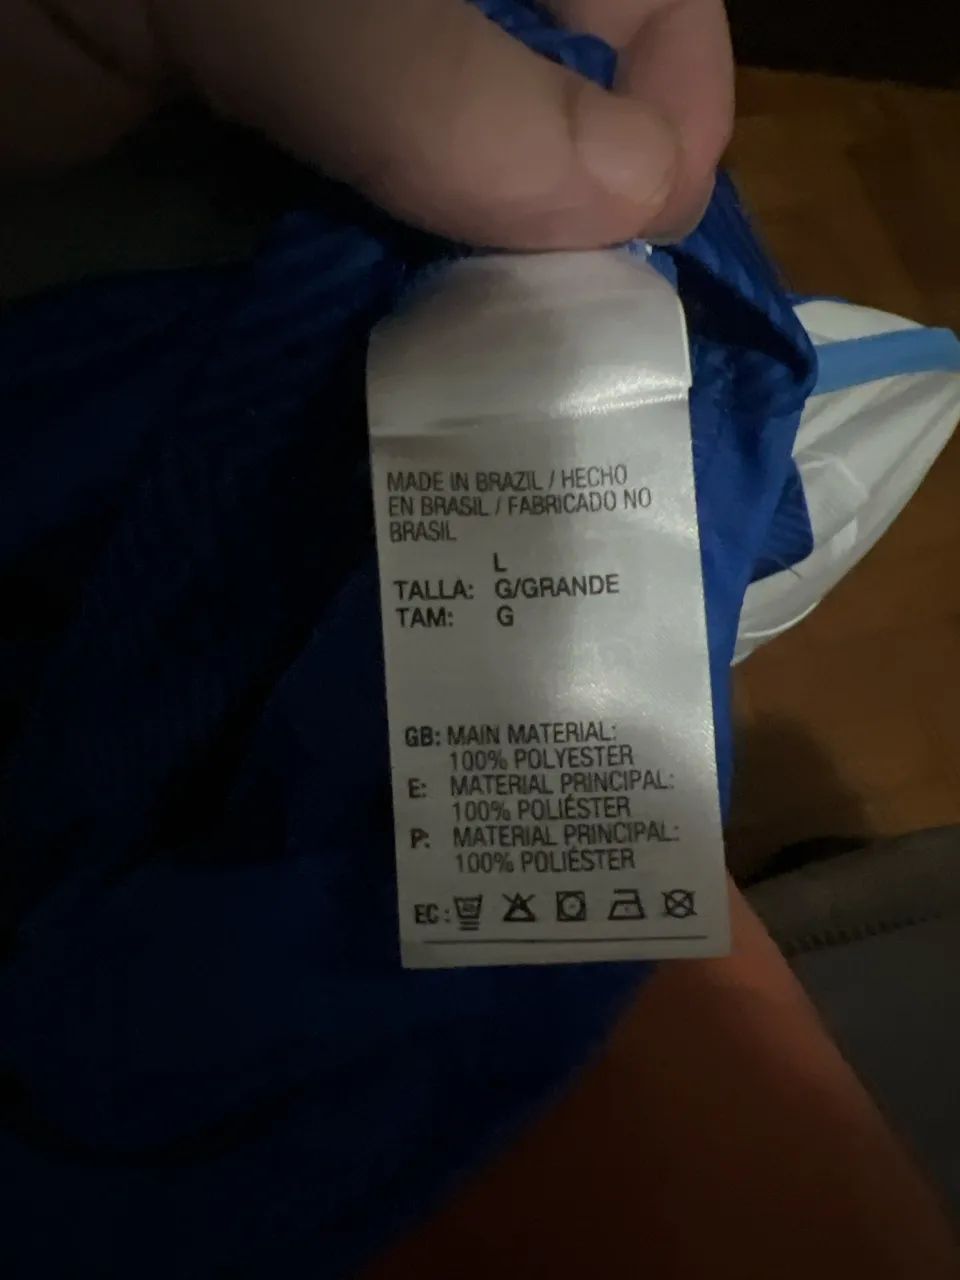 MADE IN BRAZIL / HECHO
EN BRASIL / FABRICADO NO
BRASIL
L
TALLA: G/GRANDE
TAM: G
GB: MAIN MATERIAL:
100% POLYESTER
E: MATERIAL PRINCIPAL:
100% POLIÉSTER
P: MATERIAL PRINCIPAL:
100% POLIÉSTER
EC: